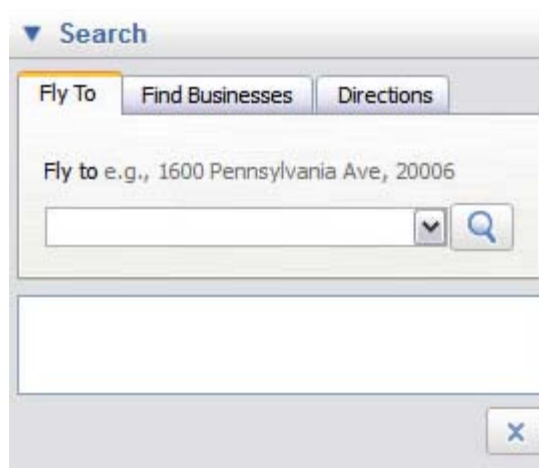 Search
Fly To Find Businesses Directions
Fly to e.g., 1600 Pennsylvania Ave, 20006